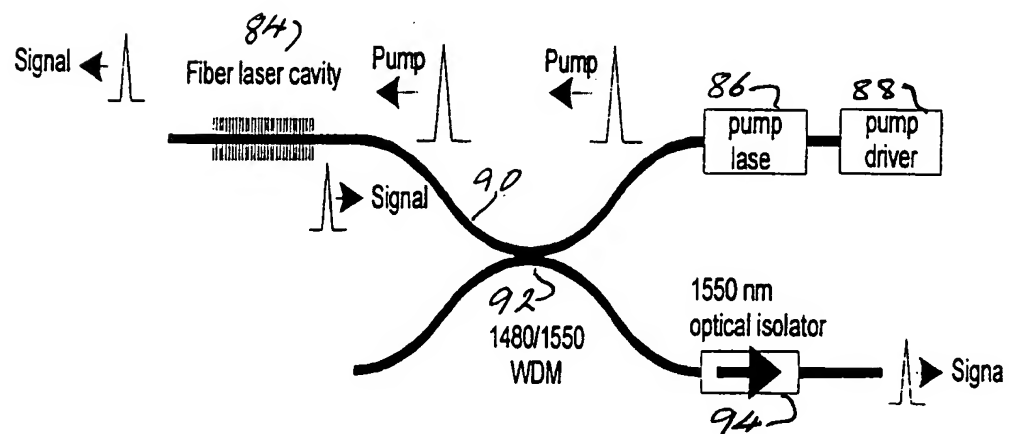 84
Signal
Fiber laser cavity
Pump
Pump
86
88
pump
lase
pump
driver
Signal
90
92
1480/1550
WDM
1550 nm
optical isolator
Signa
94